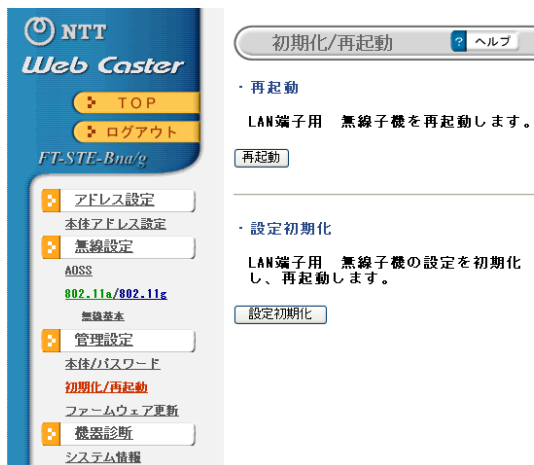 NTT
Web Caster
TOP
ログアウト
FT-STE-Bna/g
アドレス設定
本体アドレス設定
無線設定
AOSS
802.11a/802.11g
無線基本
管理設定
本体/パスワード
初期化/再起動
ファームウェア更新
機器診断
システム情報
初期化/再起動
? ヘルプ
・再起動
LAN端子用 無線子機を再起動します。
再起動
・設定初期化
LAN端子用 無線子機の設定を初期化
し、再起動します。
設定初期化